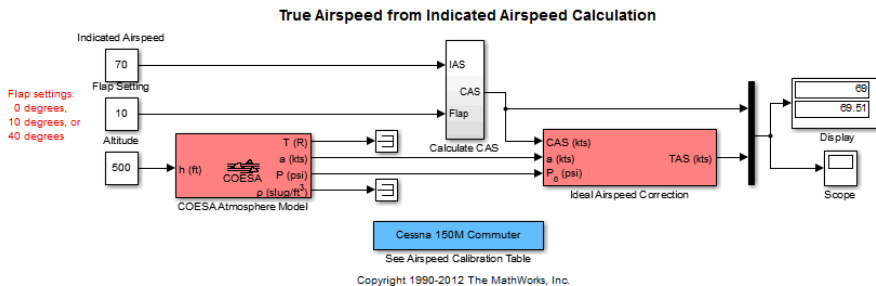 True Airspeed from Indicated Airspeed Calculation
Indicated Airspeed
70
Flap Setting
Flap settings:
0 degrees,
10 degrees, or
40 degrees
10
Altitude
500
h (ft)
COESA
T (R)
a (kts)
P (psi)
ρ (slug/ft³)
COESA Atmosphere Model
IAS
CAS
Flap
Calculate CAS
CAS (kts)
a (kts)
P₀ (psi)
TAS (kts)
Ideal Airspeed Correction
69
69.51
Display
Scope
Cessna 150M Commuter
See Airspeed Calibration Table
Copyright 1990-2012 The MathWorks, Inc.